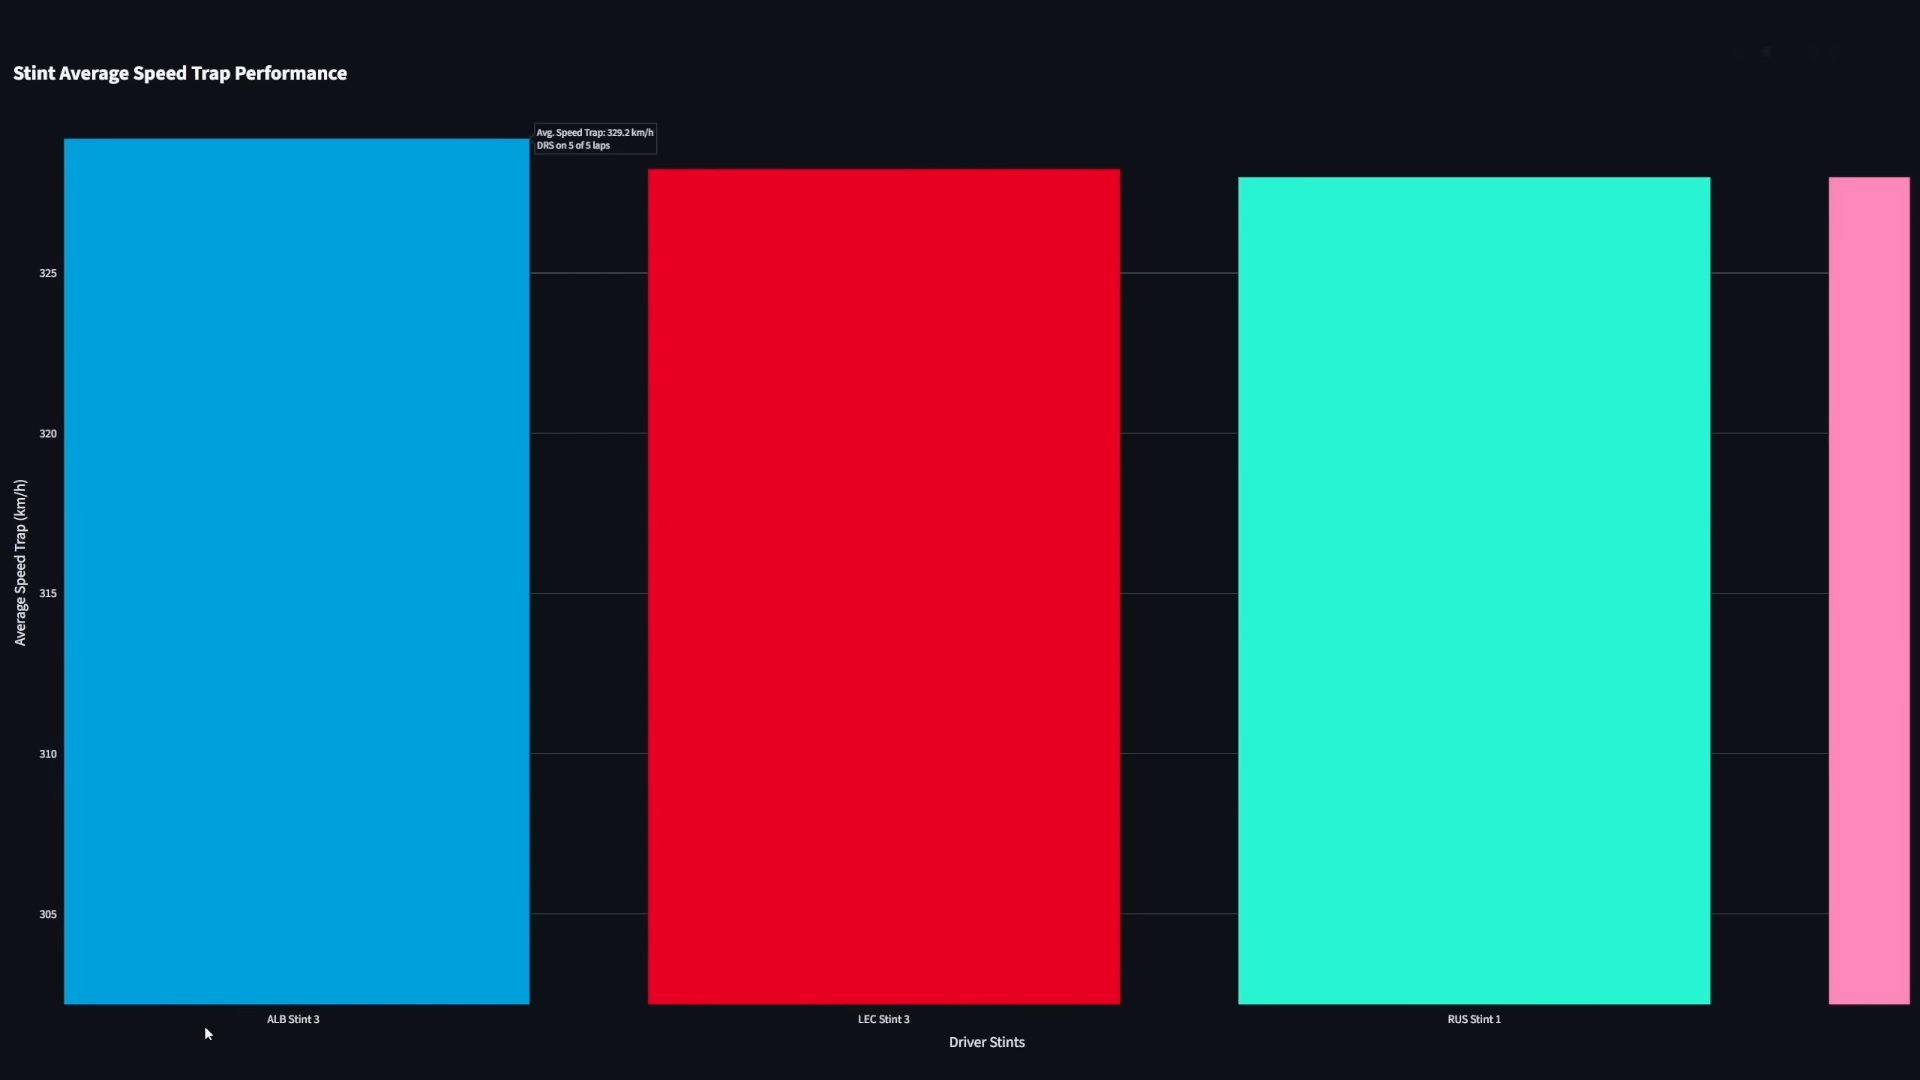 Stint Average Speed Trap Performance
Avg. Speed Trap: 329.2 km/h
DRS on 5 of 5 laps
325
320
315
310
305
Average Speed Trap (km/h)
ALB Stint 3
LEC Stint 3
RUS Stint 1
Driver Stints